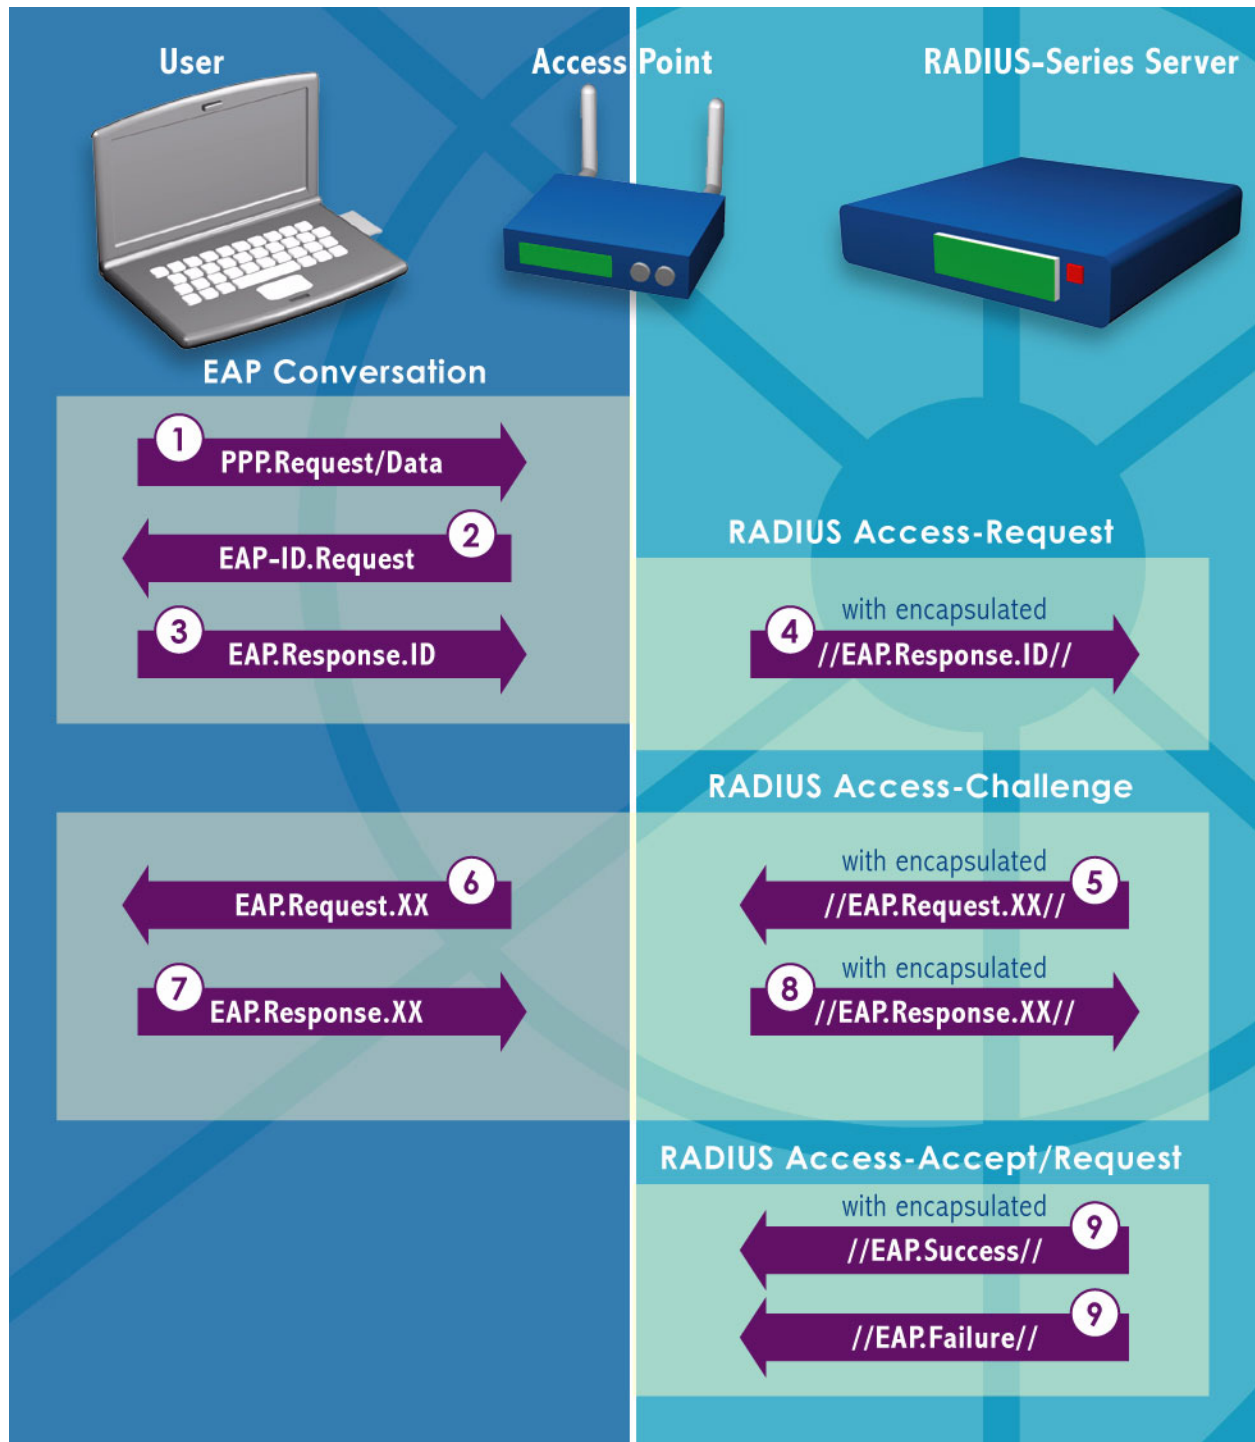 User
Access Point
RADIUS-Series Server
EAP Conversation
1
PPP.Request/Data
2
EAP-ID.Request
3
EAP.Response.ID
RADIUS Access-Request
with encapsulated
4
//EAP.Response.ID//
RADIUS Access-Challenge
with encapsulated
5
//EAP.Request.XX//
6
EAP.Request.XX
7
EAP.Response.XX
with encapsulated
8
//EAP.Response.XX//
RADIUS Access-Accept/Request
with encapsulated
9
//EAP.Success//
9
//EAP.Failure//